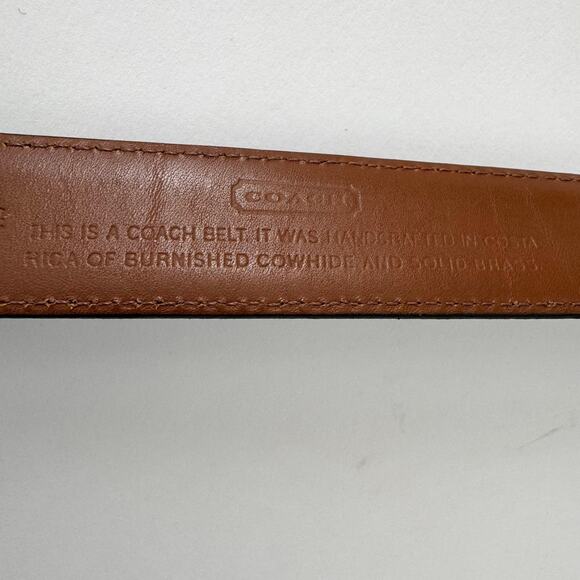 COACH
THIS IS A COACH BELT. IT WAS HANDCRAFTED IN COSTA
RICA OF BURNISHED COWHIDE AND SOLID BRASS.